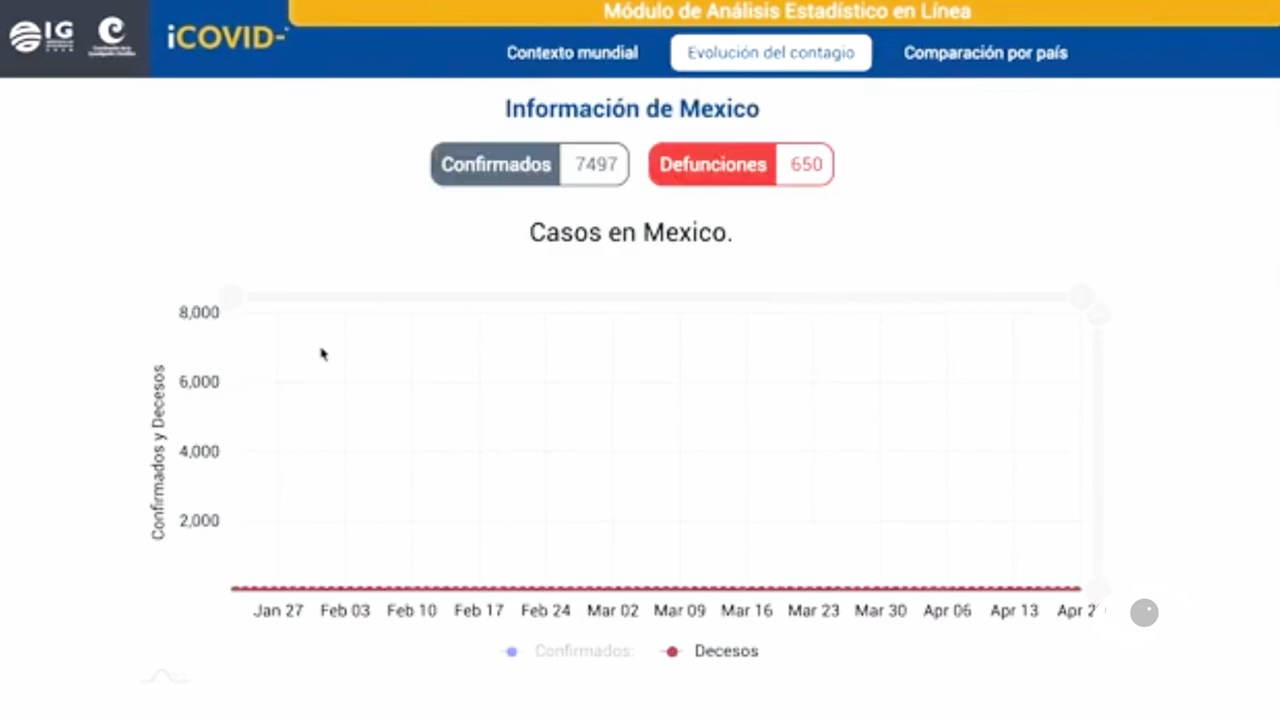 Módulo de Análisis Estadístico en Línea
IG
iCOVID-
Contexto mundial
Evolución del contagio
Comparación por país
Información de Mexico
Confirmados 7497
Defunciones 650
Casos en Mexico.
Confirmados y Decesos
8,000
6,000
4,000
2,000
Jan 27 Feb 03 Feb 10 Feb 17 Feb 24 Mar 02 Mar 09 Mar 16 Mar 23 Mar 30 Apr 06 Apr 13 Apr
Confirmados: Decesos